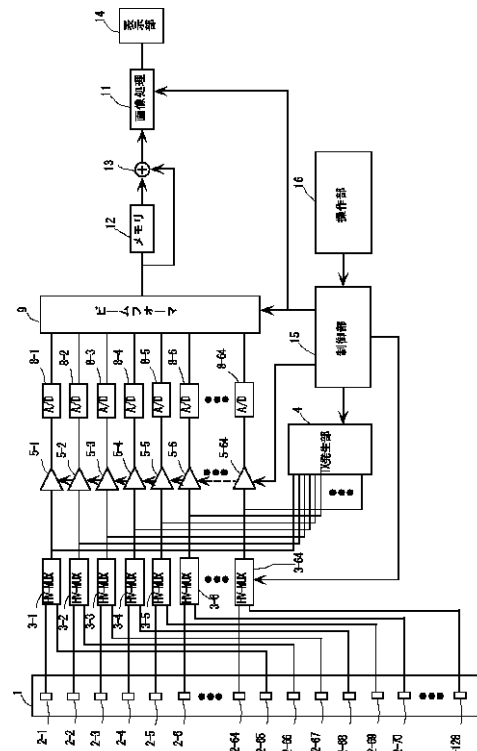 1
2-1
2-2
2-3
2-4
2-5
2-6
2-64
2-65
2-66
2-67
2-68
2-69
2-70
2-128
3-1
HV-MUX
3-2
HV-MUX
3-3
HV-MUX
3-4
HV-MUX
3-5
HV-MUX
3-6
HV-MUX
3-64
HV-MUX
5-1
5-2
5-3
5-4
5-5
5-6
5-64
4
TX発生部
8-1
A/D
8-2
A/D
8-3
A/D
8-4
A/D
8-5
A/D
8-6
A/D
8-64
A/D
9
ビームフォーマ
12
メモリ
13
11
画像処理
14
表示部
15
制御部
16
操作部